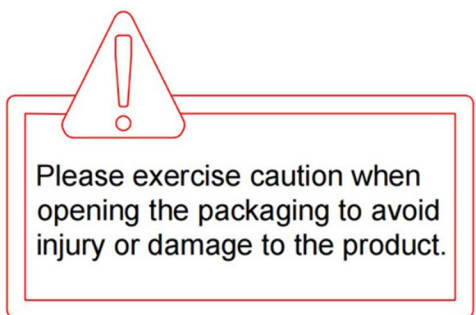 Please exercise caution when
opening the packaging to avoid
injury or damage to the product.